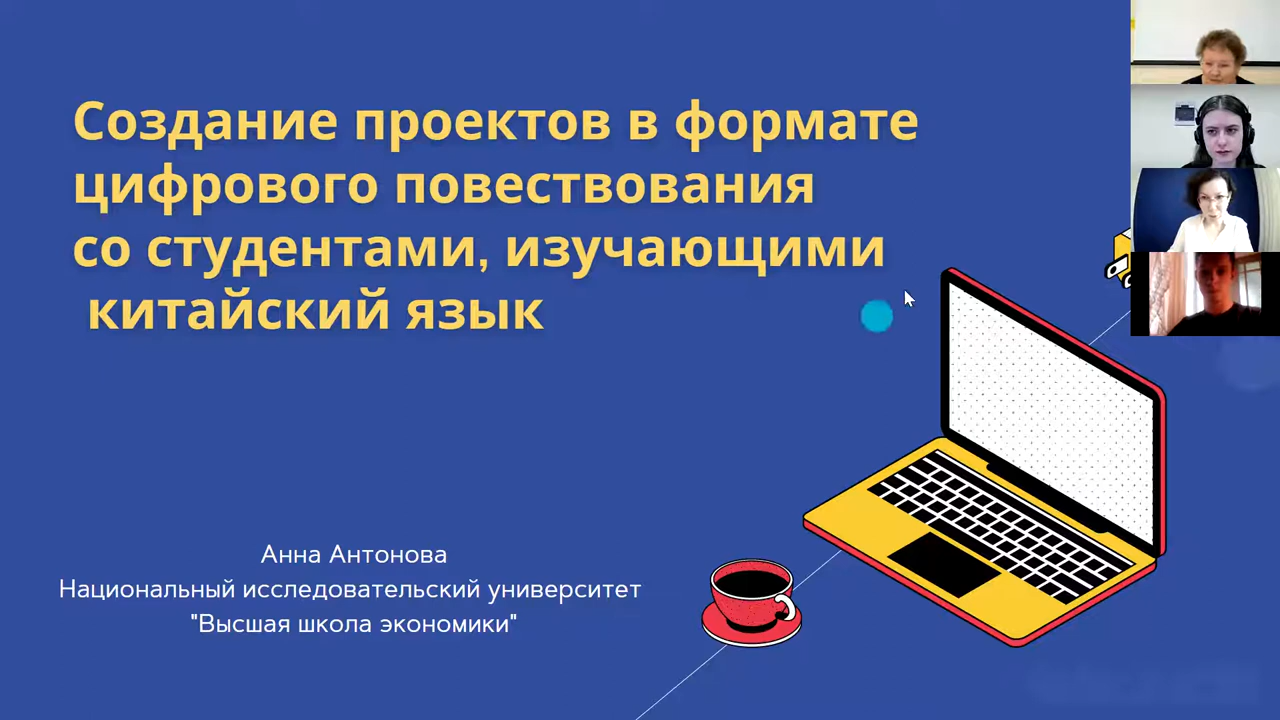 Создание проектов в формате
цифрового повествования
со студентами, изучающими
китайский язык
Анна Антонова
Национальный исследовательский университет
"Высшая школа экономики"